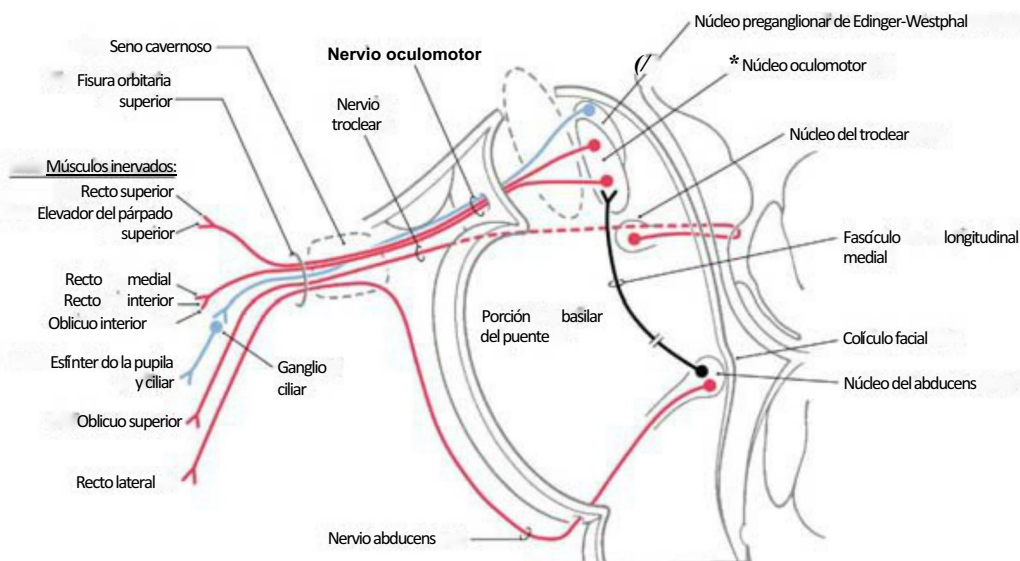 Núcleo preganglionar de Edinger-Westphal
Seno cavernoso
Nervio oculomotor
* Núcleo oculomotor
Fisura orbitaria
superior
Nervio
troclear
Núcleo del troclear
Músculos inervados:
Recto superior
Elevador del párpado
superior
Fascículo longitudinal
medial
Recto medial
Recto interior
Oblicuo interior
Porción basilar
del puente
Colículo facial
Esfínter do la pupila
y ciliar
Ganglio
ciliar
Núcleo del abducens
Oblicuo superior
Recto lateral
Nervio abducens